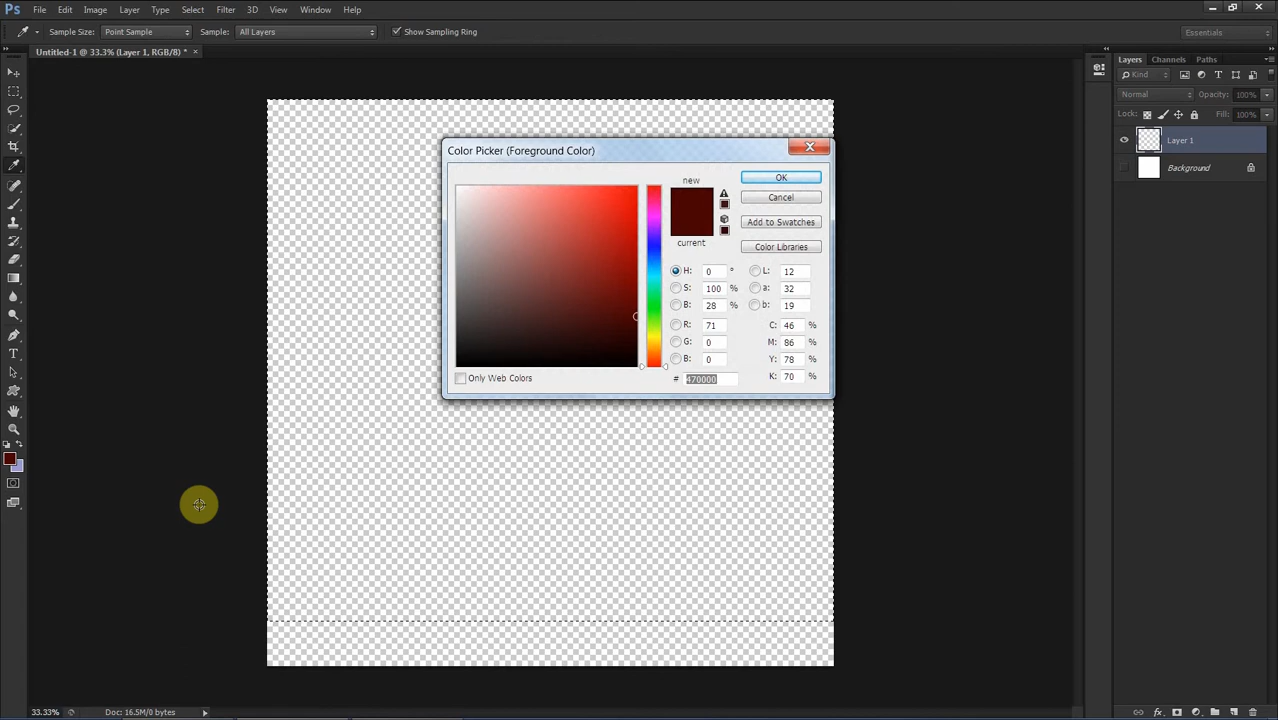 Ps File Edit Image Layer Type Select Filter 3D View Window Help
Sample Size: Point Sample Sample: All Layers Show Sampling Ring Essentials
Untitled-1 @ 33.3% (Layer 1, RGB/8) * ×
Layers Channels Paths
Kind
Normal Opacity: 100%
Lock: Fill: 100%
Layer 1
Background
Color Picker (Foreground Color)
new
current
OK
Cancel
Add to Swatches
Color Libraries
H: 0 ° L: 12
S: 100 % a: 32
B: 28 % b: 19
R: 71 C: 46 %
G: 0 M: 86 %
B: 0 Y: 78 %
# 470000 K: 70 %
Only Web Colors
33.33% Doc: 16.5M/0 bytes